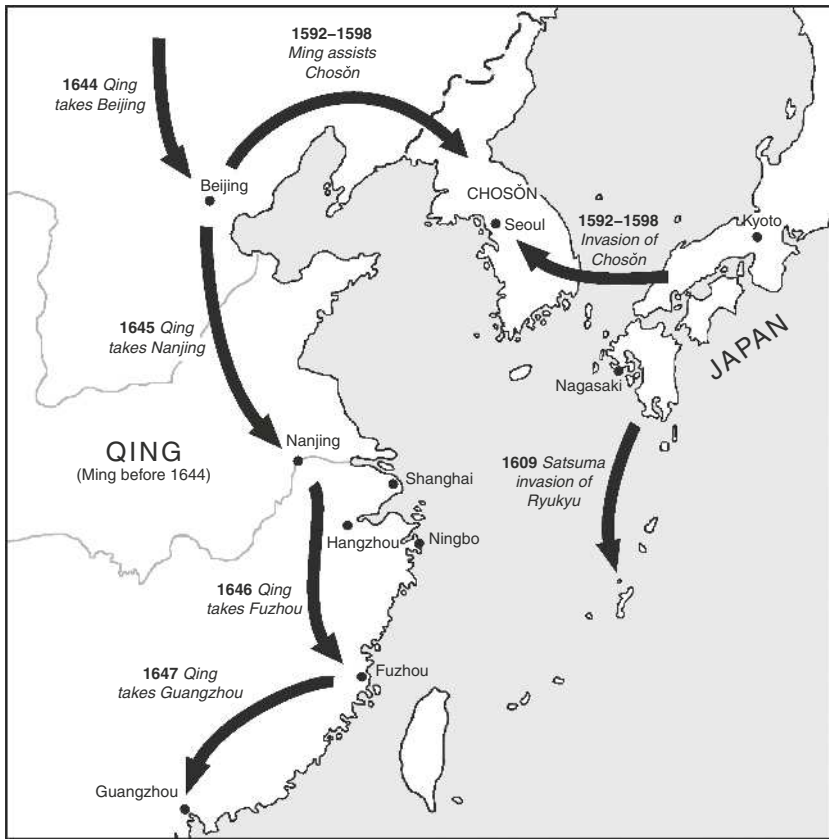 1592–1598
Ming assists
Chosŏn
1644 Qing
takes Beijing
Beijing
CHOSŎN
Seoul
1592–1598
Invasion of
Chosŏn
Kyoto
1645 Qing
takes Nanjing
JAPAN
Nagasaki
QING
(Ming before 1644)
Nanjing
Shanghai
1609 Satsuma
invasion of
Ryukyu
Hangzhou
Ningbo
1646 Qing
takes Fuzhou
1647 Qing
takes Guangzhou
Fuzhou
Guangzhou